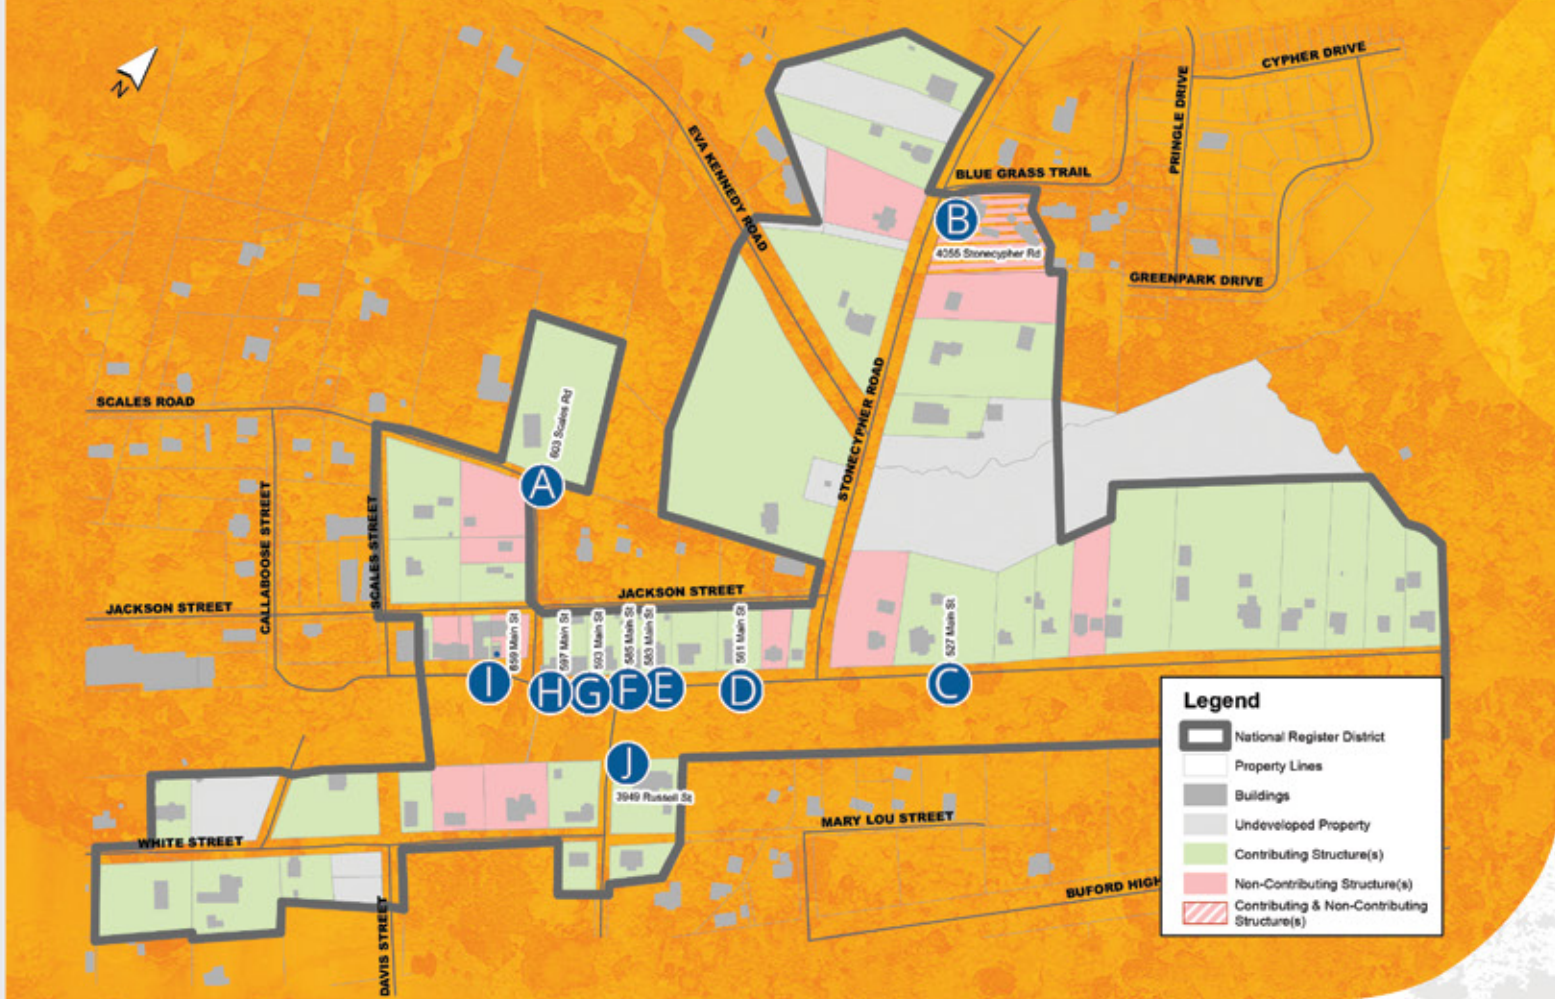 N
CYPHER DRIVE
PRINGLE DRIVE
EVA KENNEDY ROAD
BLUE GRASS TRAIL
B
4055 Stonecypher Rd
GREENPARK DRIVE
STONECYPHER ROAD
SCALES ROAD
603 Scales Rd
A
CALLABOOSE STREET
SCALES STREET
JACKSON STREET
JACKSON STREET
659 Main St
597 Main St
593 Main St
585 Main St
583 Main St
561 Main St
527 Main St
I
H
G
F
E
D
C
J
3949 Russell St
WHITE STREET
DAVIS STREET
MARY LOU STREET
BUFORD HIGH
Legend
National Register District
Property Lines
Buildings
Undeveloped Property
Contributing Structure(s)
Non-Contributing Structure(s)
Contributing & Non-Contributing
Structure(s)